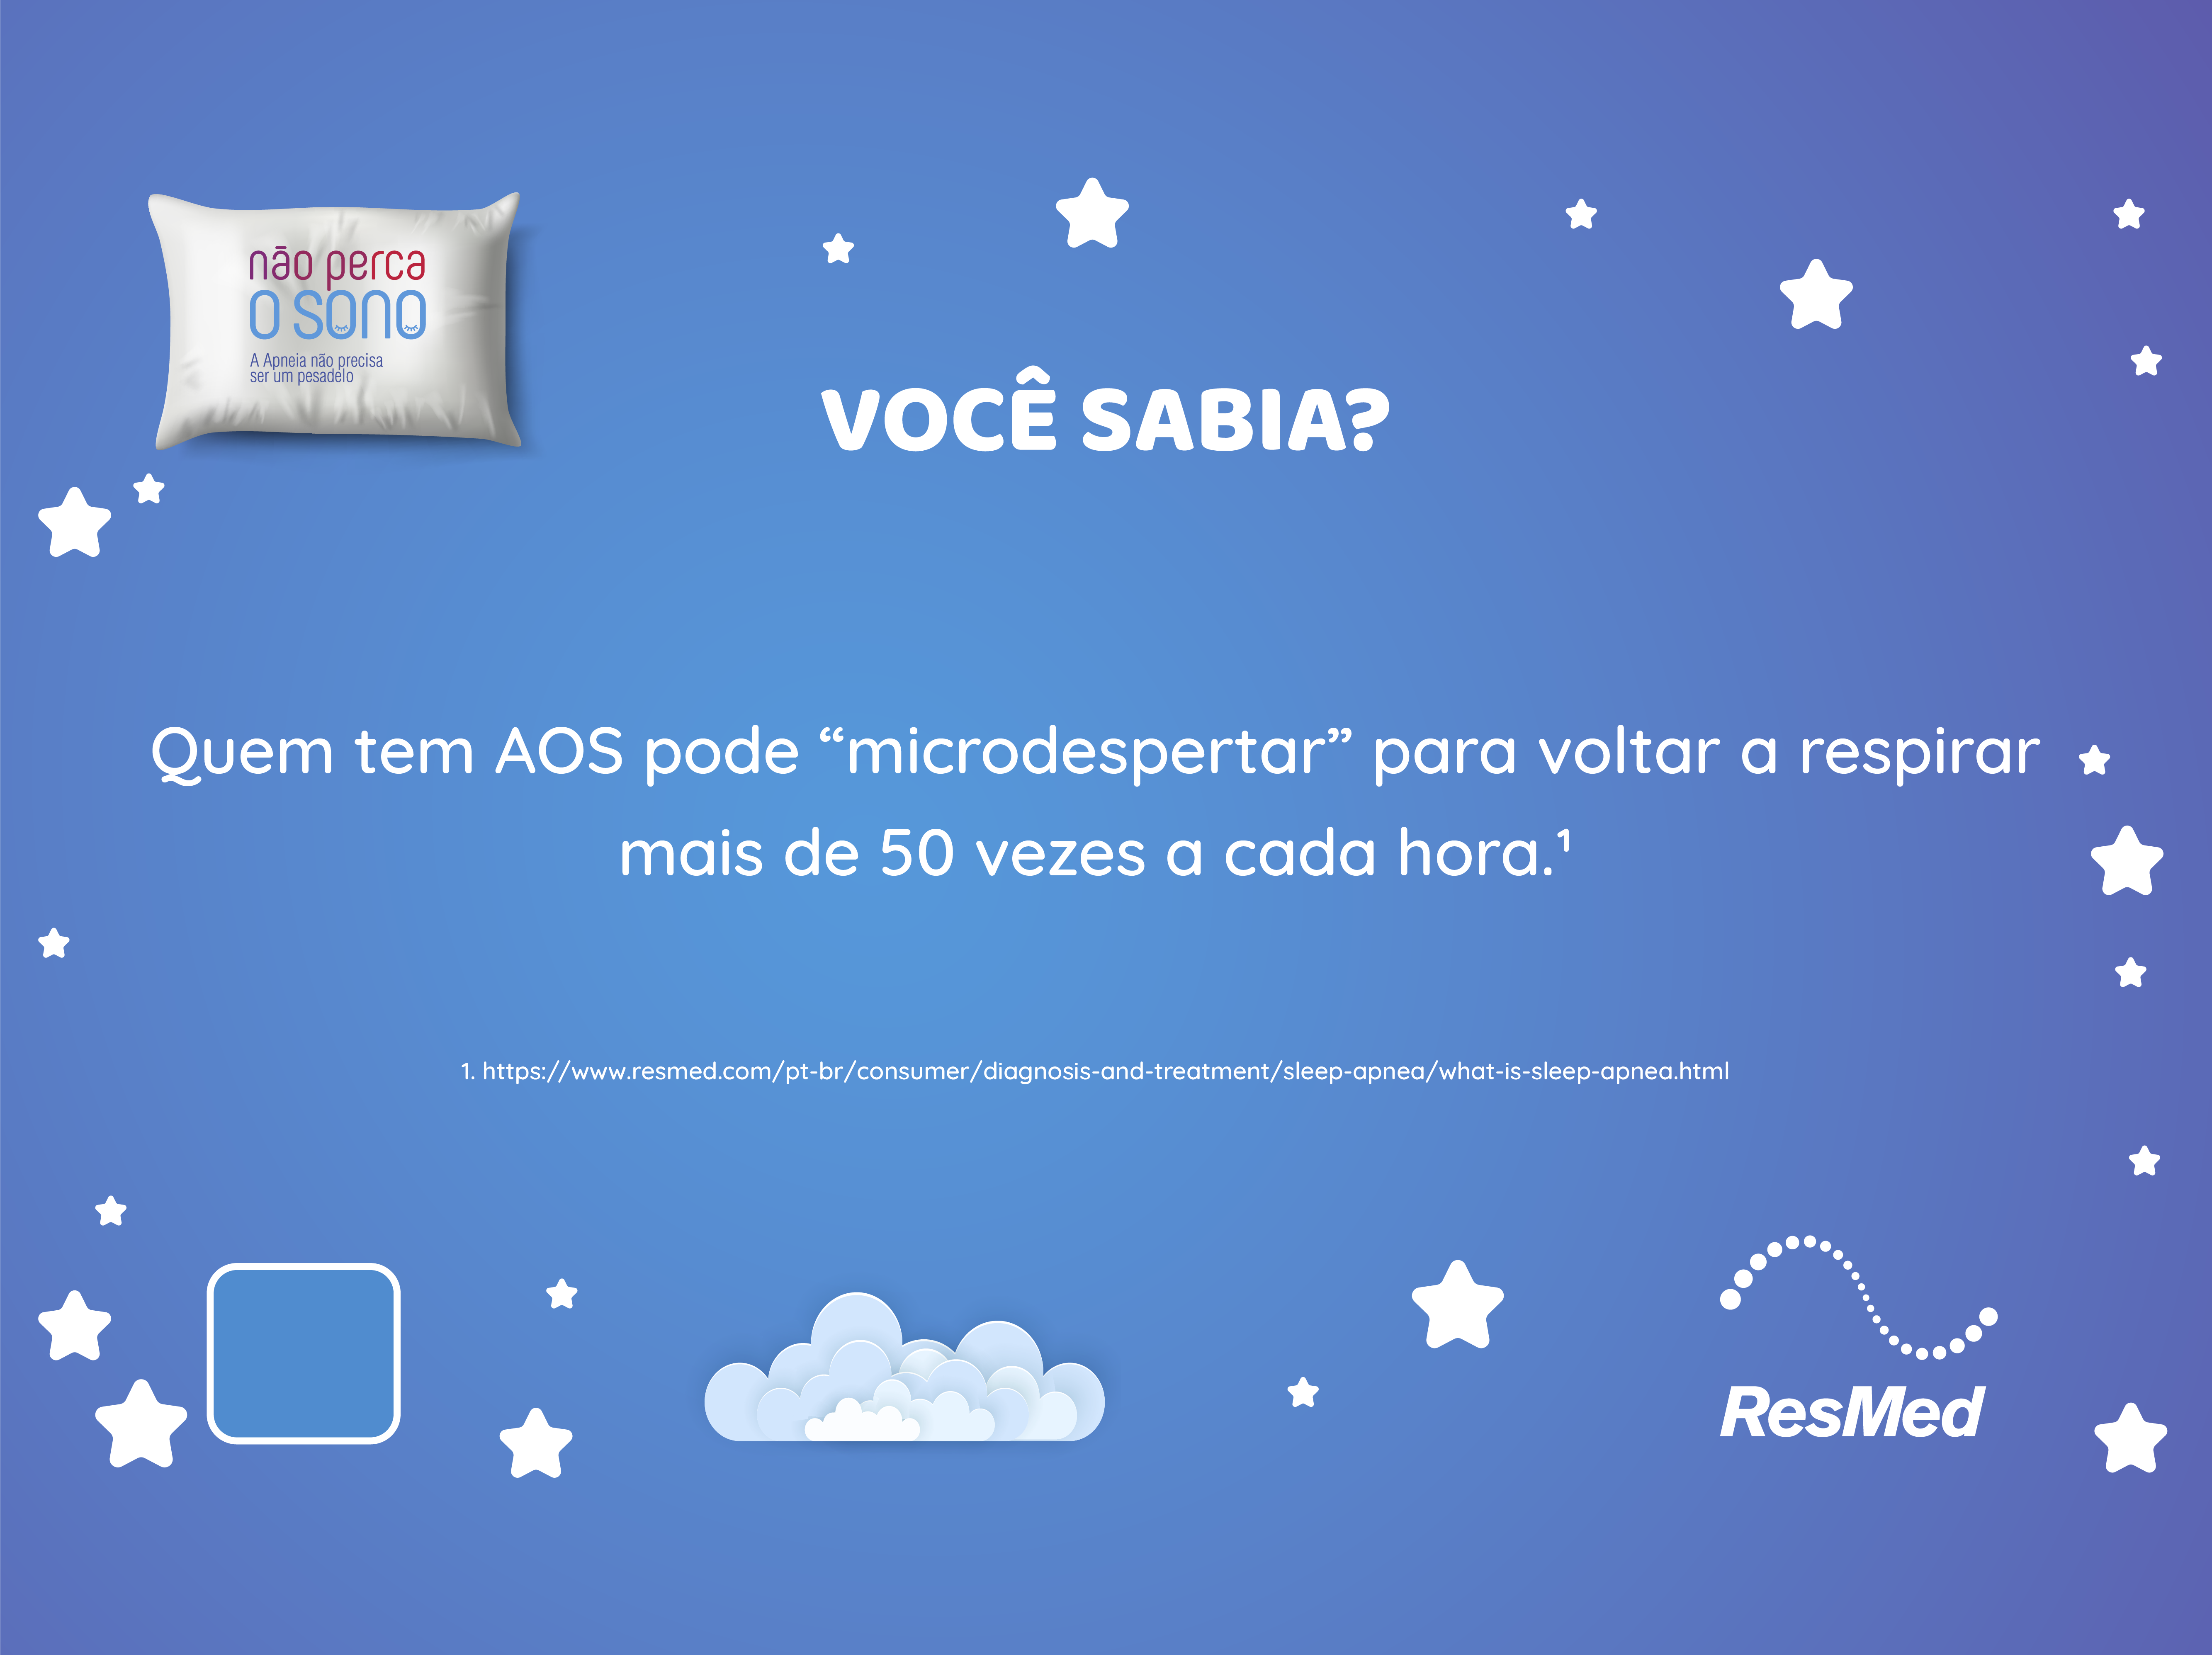 não perca
o sono
A Apneia não precisa
ser um pesadelo
VOCÊ SABIA?
Quem tem AOS pode “microdespertar” para voltar a respirar
mais de 50 vezes a cada hora.¹
1. https://www.resmed.com/pt-br/consumer/diagnosis-and-treatment/sleep-apnea/what-is-sleep-apnea.html
ResMed